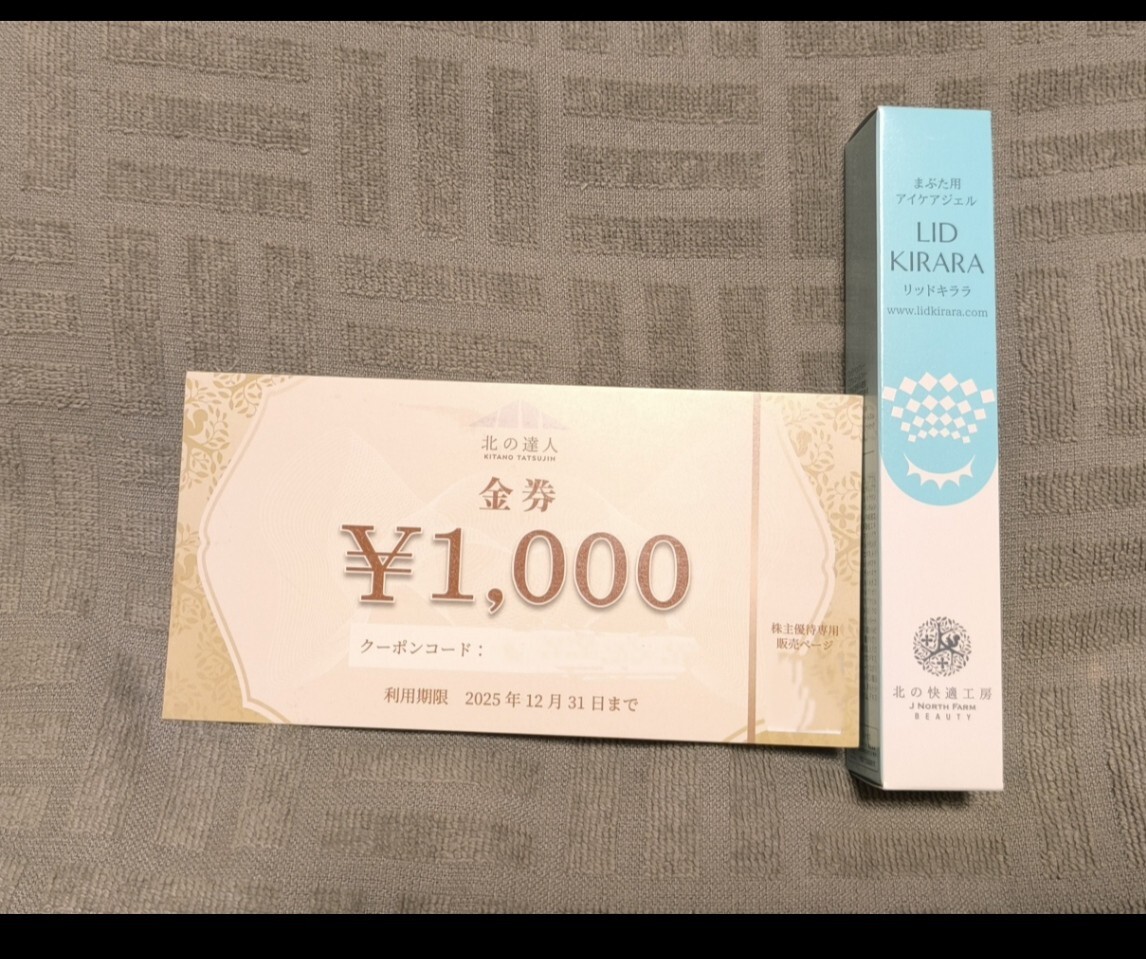 北の達人
KITANO TATSUJIN
金券
¥1,000
クーポンコード：
利用期限 2025年12月31日まで
株主優待専用
販売ページ
まぶた用
アイケアジェル
LID
KIRARA
リッドキララ
www.lidkirara.com
北の快適工房
J NORTH FARM
BEAUTY